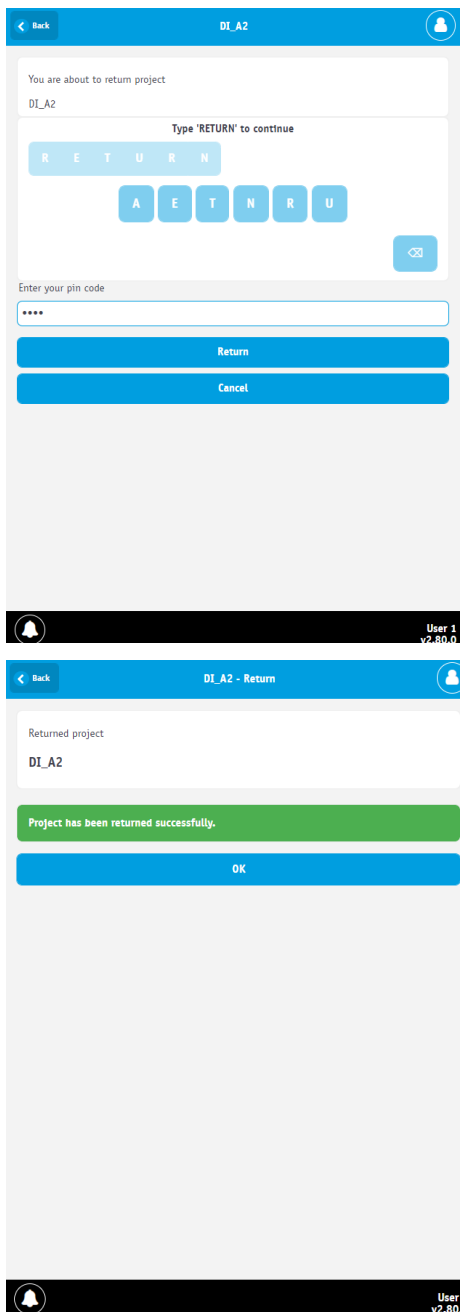 Back DI_A2
You are about to return project
DI_A2
Type 'RETURN' to continue
R E T U R N
A E T N R U
Enter your pin code
••••
Return
Cancel
User 1
v2.80.0
Back DI_A2 - Return
Returned project
DI_A2
Project has been returned successfully.
OK
User
v2.80